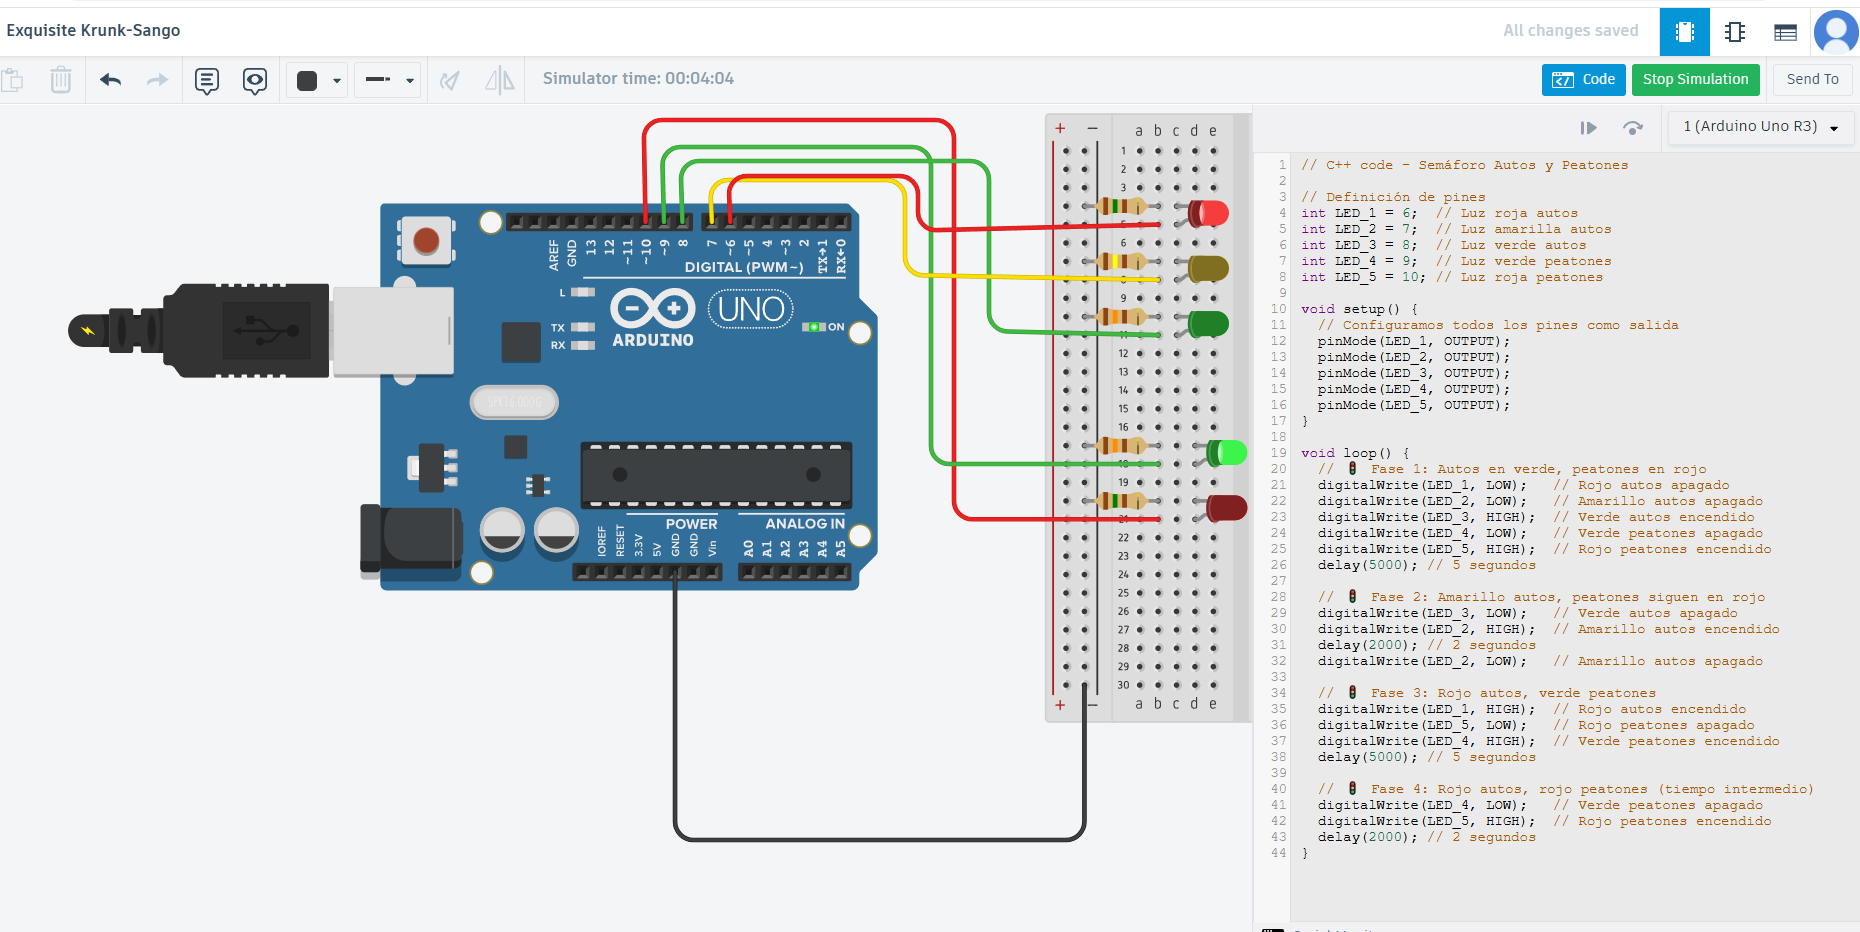 Exquisite Krunk-Sango
All changes saved
Simulator time: 00:04:04
Code
Stop Simulation
Send To
1 (Arduino Uno R3)
AREF
GND
13
12
~11
~10
~9
8
7
~6
~5
4
~3
2
TX→1
RX←0
DIGITAL (PWM~)
L
TX
RX
UNO
ARDUINO
ON
SPK16.000G
POWER
ANALOG IN
IOREF
RESET
3.3V
5V
GND
GND
Vin
A0
A1
A2
A3
A4
A5
+ −
a b c d e
1
2
3
6
9
12
13
14
15
16
19
22
23
24
25
26
27
28
29
30
+ −
a b c d e
1 // C++ code - Semáforo Autos y Peatones
2
3 // Definición de pines
4 int LED_1 = 6;  // Luz roja autos
5 int LED_2 = 7;  // Luz amarilla autos
6 int LED_3 = 8;  // Luz verde autos
7 int LED_4 = 9;  // Luz verde peatones
8 int LED_5 = 10; // Luz roja peatones
9
10 void setup() {
11   // Configuramos todos los pines como salida
12   pinMode(LED_1, OUTPUT);
13   pinMode(LED_2, OUTPUT);
14   pinMode(LED_3, OUTPUT);
15   pinMode(LED_4, OUTPUT);
16   pinMode(LED_5, OUTPUT);
17 }
18
19 void loop() {
20   // 🚦 Fase 1: Autos en verde, peatones en rojo
21   digitalWrite(LED_1, LOW);   // Rojo autos apagado
22   digitalWrite(LED_2, LOW);   // Amarillo autos apagado
23   digitalWrite(LED_3, HIGH);  // Verde autos encendido
24   digitalWrite(LED_4, LOW);   // Verde peatones apagado
25   digitalWrite(LED_5, HIGH);  // Rojo peatones encendido
26   delay(5000); // 5 segundos
27
28   // 🚦 Fase 2: Amarillo autos, peatones siguen en rojo
29   digitalWrite(LED_3, LOW);   // Verde autos apagado
30   digitalWrite(LED_2, HIGH);  // Amarillo autos encendido
31   delay(2000); // 2 segundos
32   digitalWrite(LED_2, LOW);   // Amarillo autos apagado
33
34   // 🚦 Fase 3: Rojo autos, verde peatones
35   digitalWrite(LED_1, HIGH);  // Rojo autos encendido
36   digitalWrite(LED_5, LOW);   // Rojo peatones apagado
37   digitalWrite(LED_4, HIGH);  // Verde peatones encendido
38   delay(5000); // 5 segundos
39
40   // 🚦 Fase 4: Rojo autos, rojo peatones (tiempo intermedio)
41   digitalWrite(LED_4, LOW);   // Verde peatones apagado
42   digitalWrite(LED_5, HIGH);  // Rojo peatones encendido
43   delay(2000); // 2 segundos
44 }